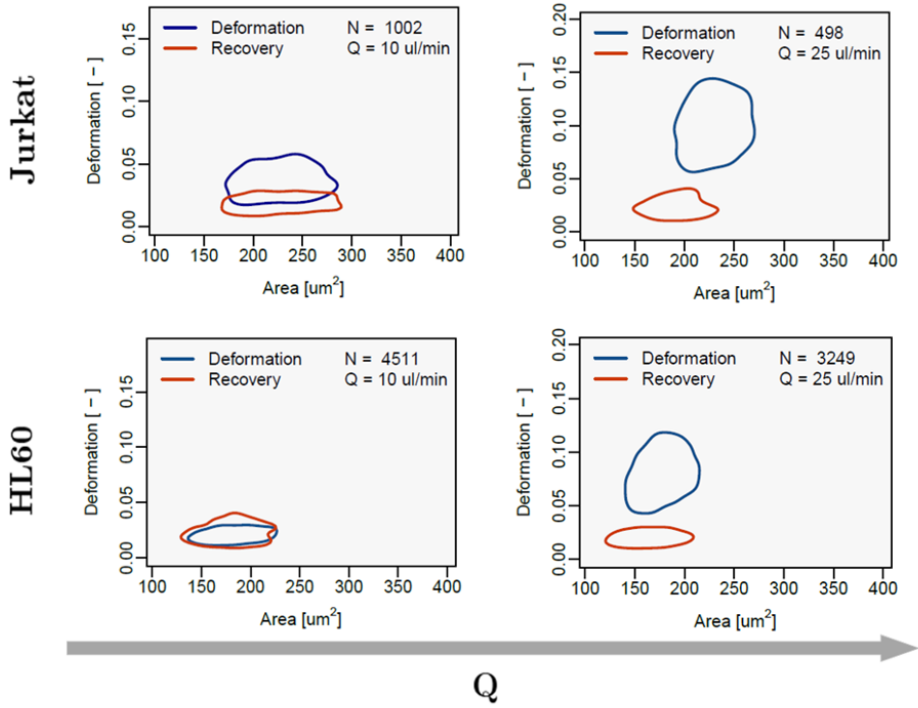 Jurkat
Deformation N = 1002
Recovery Q = 10 ul/min
Deformation [ − ]
0.15
0.10
0.05
0.00
100 150 200 250 300 350 400
Area [um²]
Deformation N = 498
Recovery Q = 25 ul/min
Deformation [ − ]
0.20
0.15
0.10
0.05
0.00
100 150 200 250 300 350 400
Area [um²]
HL60
Deformation N = 4511
Recovery Q = 10 ul/min
Deformation [ − ]
0.15
0.10
0.05
0.00
100 150 200 250 300 350 400
Area [um²]
Deformation N = 3249
Recovery Q = 25 ul/min
Deformation [ − ]
0.20
0.15
0.10
0.05
0.00
100 150 200 250 300 350 400
Area [um²]
Q